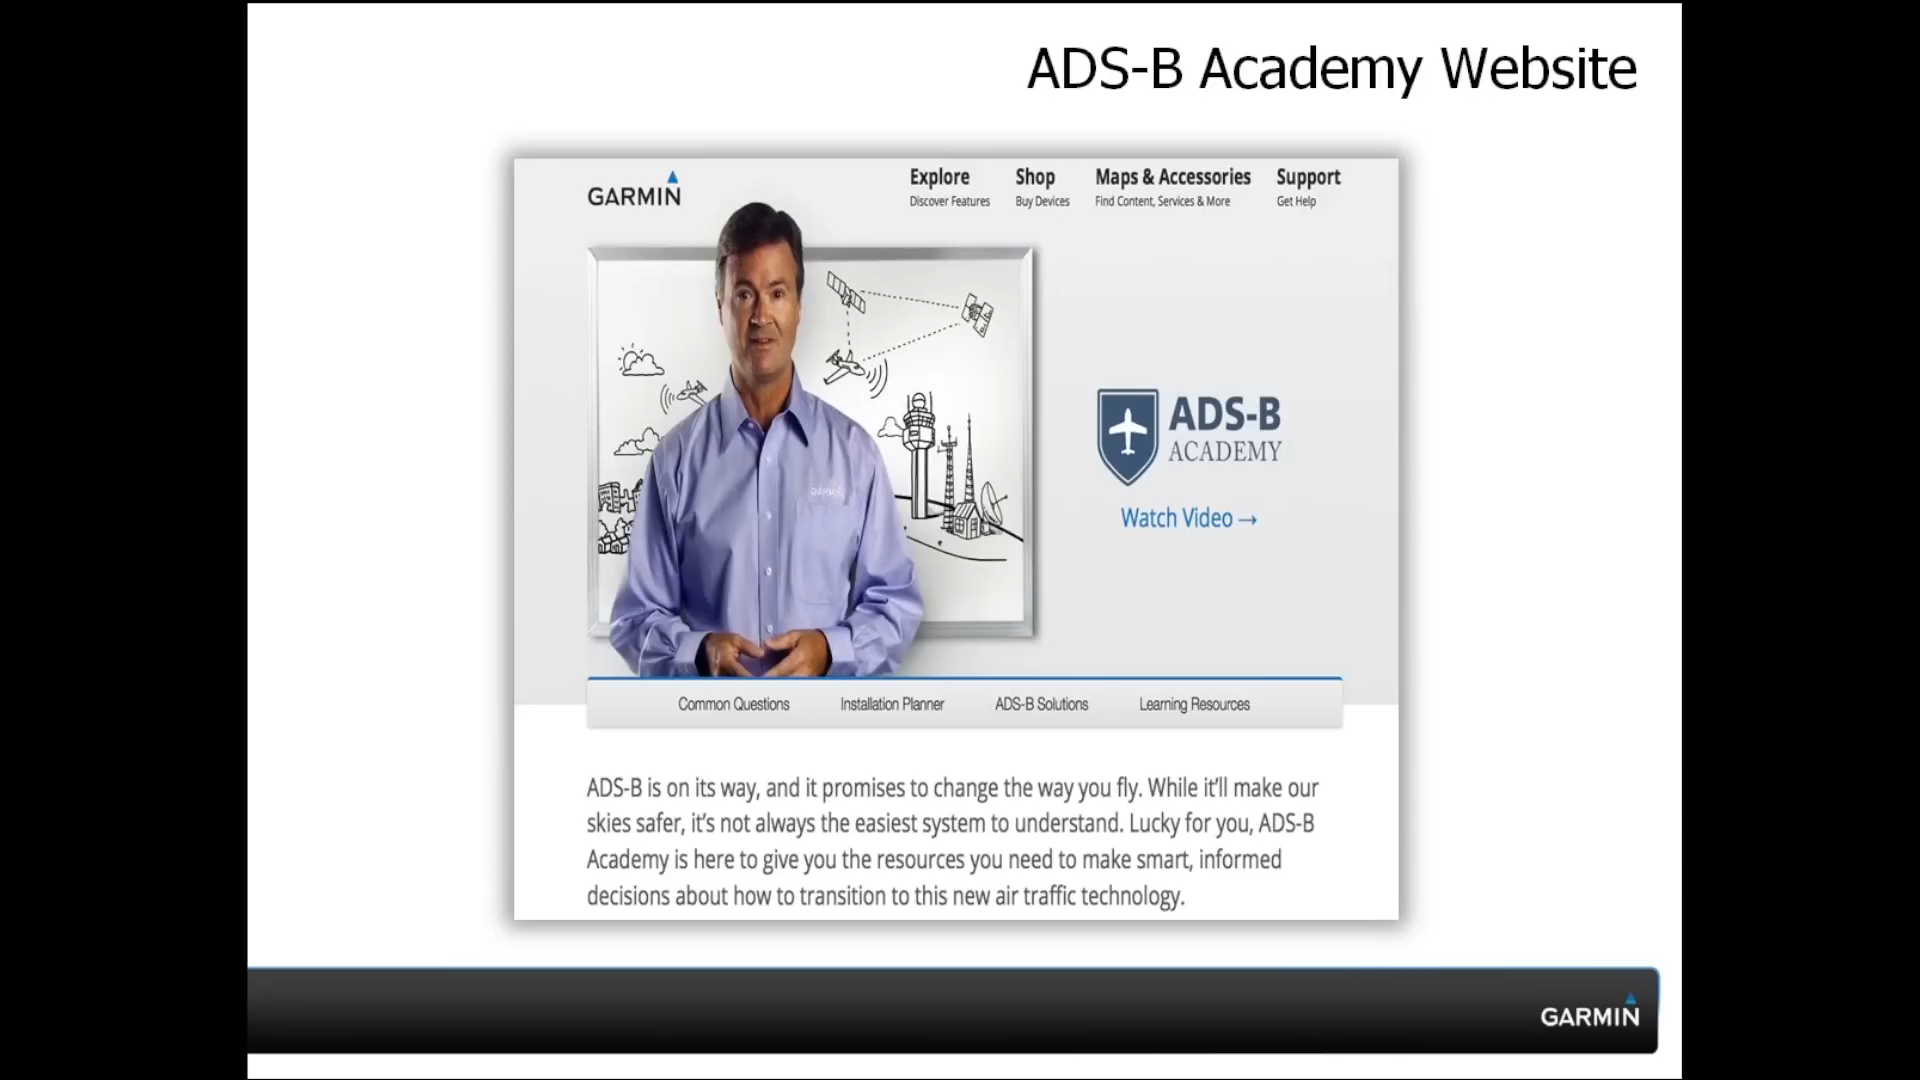 ADS-B Academy Website
GARMIN
Explore
Discover Features
Shop
Buy Devices
Maps & Accessories
Find Content, Services & More
Support
Get Help
GARMIN
ADS-B
ACADEMY
Watch Video →
Common Questions
Installation Planner
ADS-B Solutions
Learning Resources
ADS-B is on its way, and it promises to change the way you fly. While it’ll make our
skies safer, it’s not always the easiest system to understand. Lucky for you, ADS-B
Academy is here to give you the resources you need to make smart, informed
decisions about how to transition to this new air traffic technology.
GARMIN